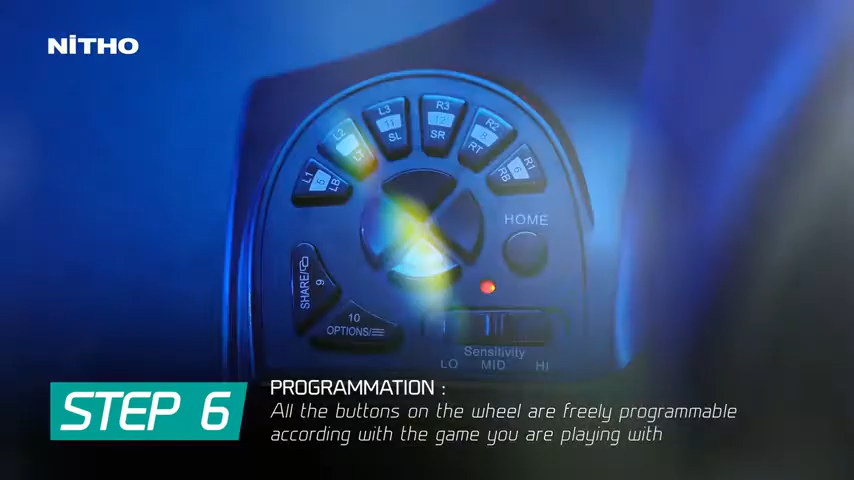 NiTHO
L3
11
SL
R3
12
SR
L2
LT
R2
8
RT
L1
5
LB
R1
6
RB
HOME
SHARE/
9
10
OPTIONS/
Sensitivity
LO MID HI
STEP 6
PROGRAMMATION :
All the buttons on the wheel are freely programmable
according with the game you are playing with